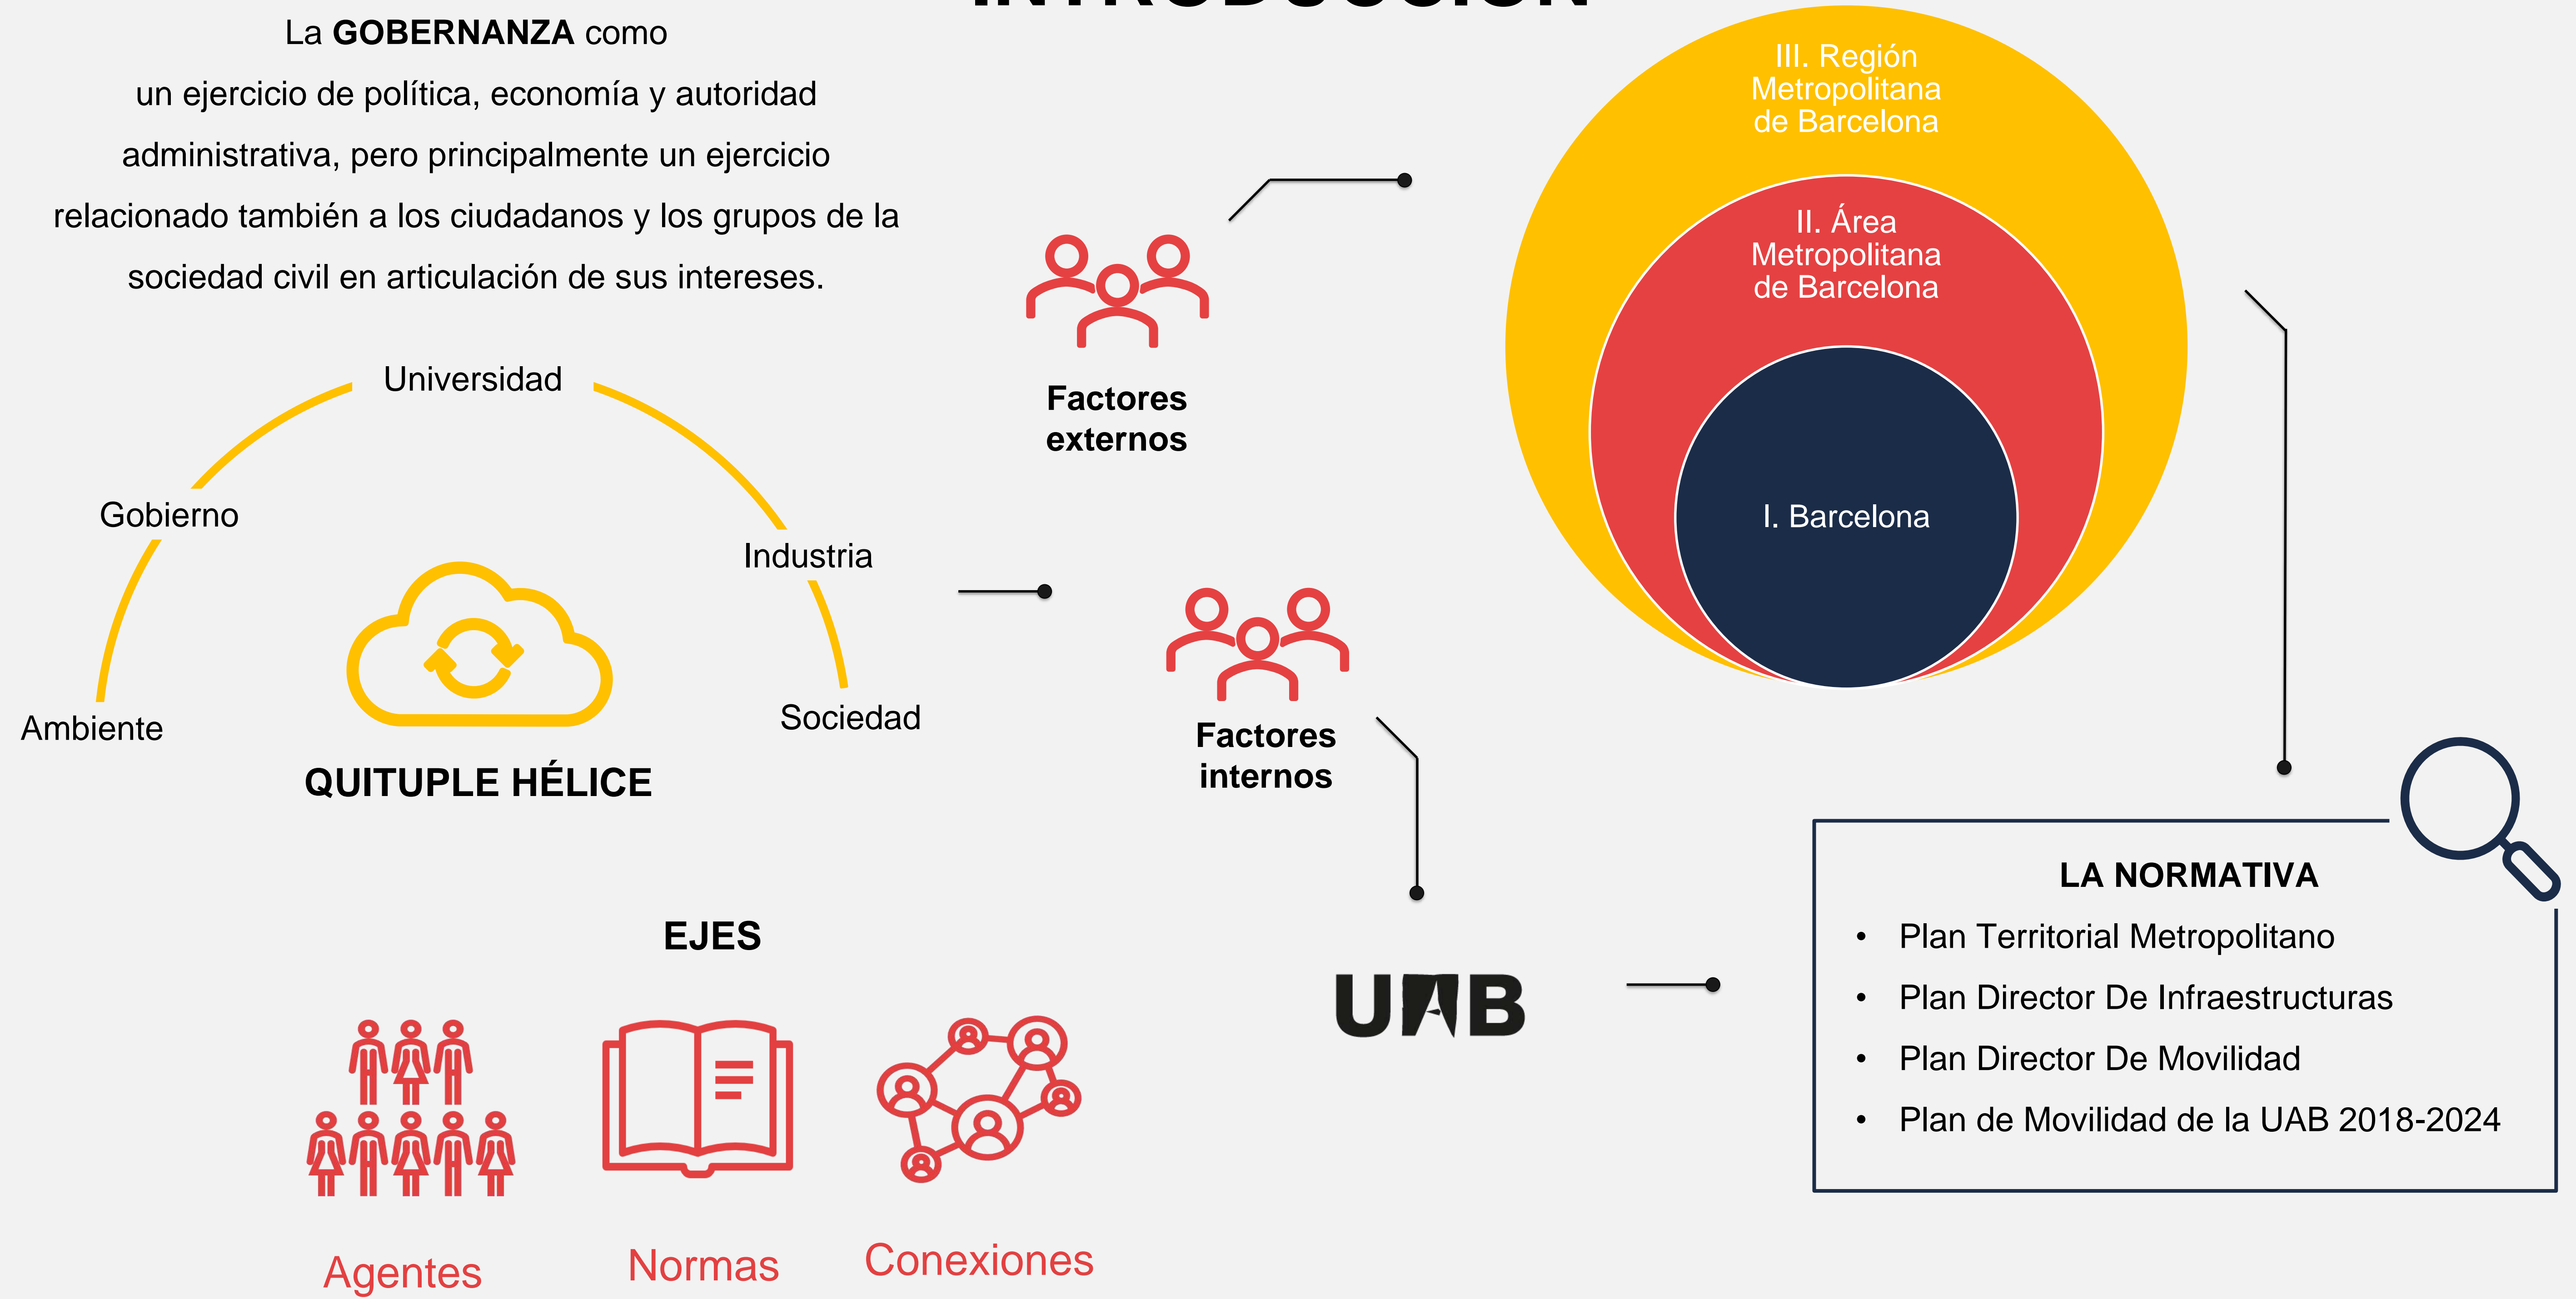 INTRODUCCIÓN
La GOBERNANZA como
un ejercicio de política, economía y autoridad
administrativa, pero principalmente un ejercicio
relacionado también a los ciudadanos y los grupos de la
sociedad civil en articulación de sus intereses.
Universidad
Gobierno
Industria
Ambiente
Sociedad
QUITUPLE HÉLICE
Factores
externos
Factores
internos
III. Región
Metropolitana
de Barcelona
II. Área
Metropolitana
de Barcelona
I. Barcelona
EJES
Agentes
Normas
Conexiones
UAB
LA NORMATIVA
• Plan Territorial Metropolitano
• Plan Director De Infraestructuras
• Plan Director De Movilidad
• Plan de Movilidad de la UAB 2018-2024